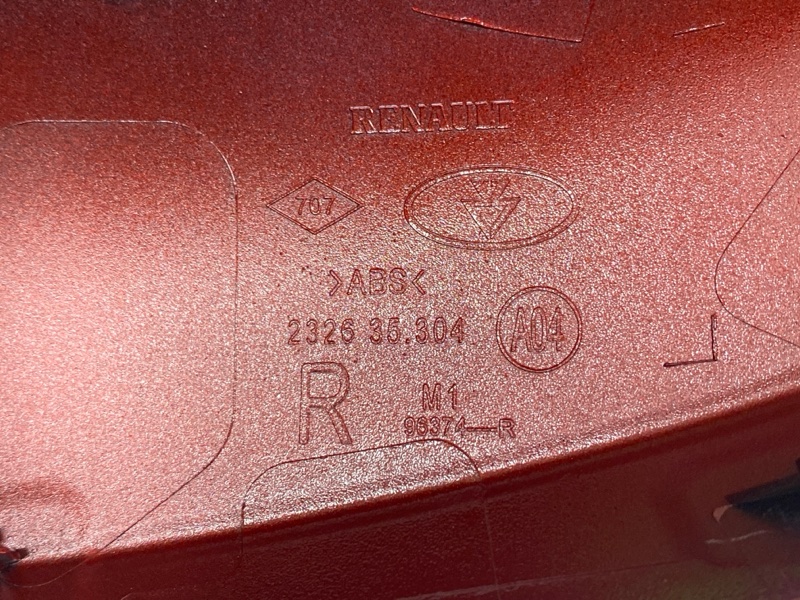 RENAULT
707
>ABS<
2326 35.304 A04
R M1
96374—R